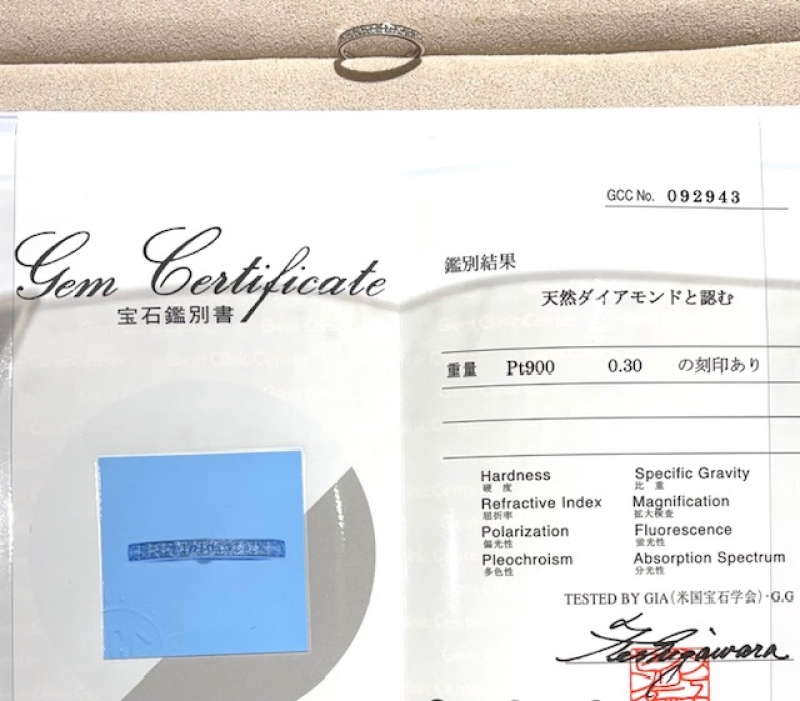 GCC No. 092943
Gem Certificate
宝石鑑別書
鑑別結果
天然ダイアモンドと認む
重量 Pt900 0.30 の刻印あり
Hardness Specific Gravity
硬度 比重
Refractive Index Magnification
屈折率 拡大検査
Polarization Fluorescence
偏光性 蛍光性
Pleochroism Absorption Spectrum
多色性 分光性
TESTED BY GIA(米国宝石学会)·G.G